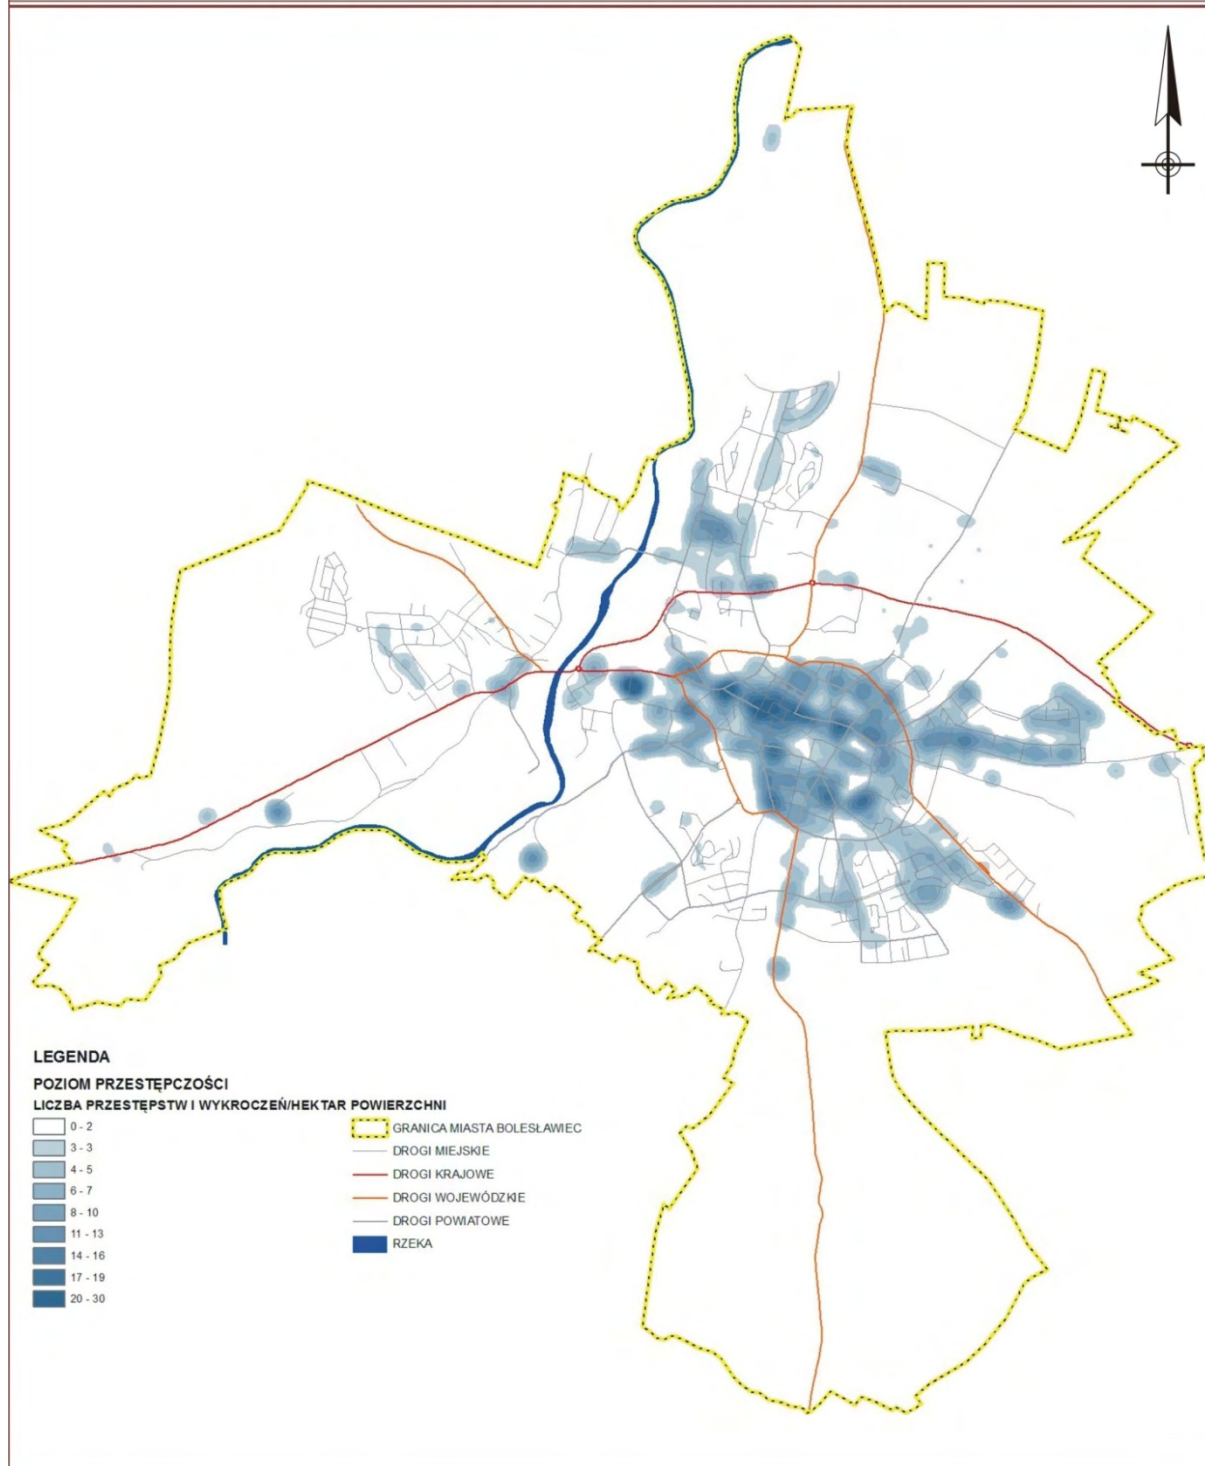 LEGENDA
POZIOM PRZESTĘPCZOŚCI
LICZBA PRZESTĘPSTW I WYKROCZEŃ/HEKTAR POWIERZCHNI
0 - 2
3 - 3
4 - 5
6 - 7
8 - 10
11 - 13
14 - 16
17 - 19
20 - 30
GRANICA MIASTA BOLESŁAWIEC
DROGI MIEJSKIE
DROGI KRAJOWE
DROGI WOJEWÓDZKIE
DROGI POWIATOWE
RZEKA